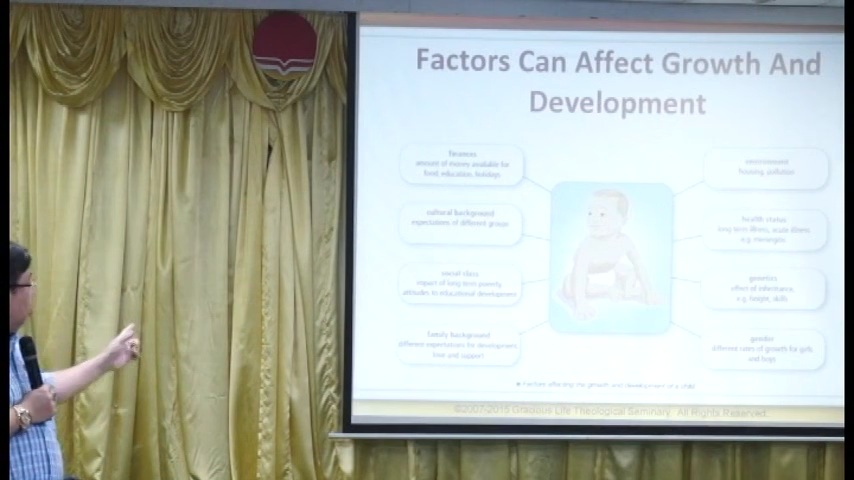 Factors Can Affect Growth And
Development
finances
amount of money available for
food, education, holidays
cultural background
expectations of different groups
social class
impact of long term poverty,
attitudes to educational development
family background
different expectations for development,
love and support
environment
housing, pollution
health status
long term illness, acute illness
e.g. meningitis
genetics
effect of inheritance,
e.g. height, skills
gender
different rates of growth for girls
and boys
Factors affecting the growth and development of a child
©2007-2015 Gracious Life Theological Seminary. All Rights Reserved.